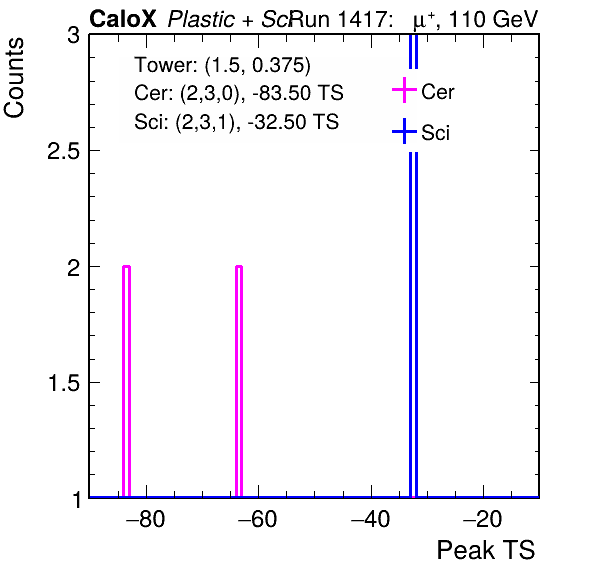 CaloX Plastic + Sci Run 1417: μ⁺, 110 GeV
Counts
Tower: (1.5, 0.375)
Cer: (2,3,0), -83.50 TS
Sci: (2,3,1), -32.50 TS
Cer
Sci
3
2.5
2
1.5
1
−80 −60 −40 −20
Peak TS